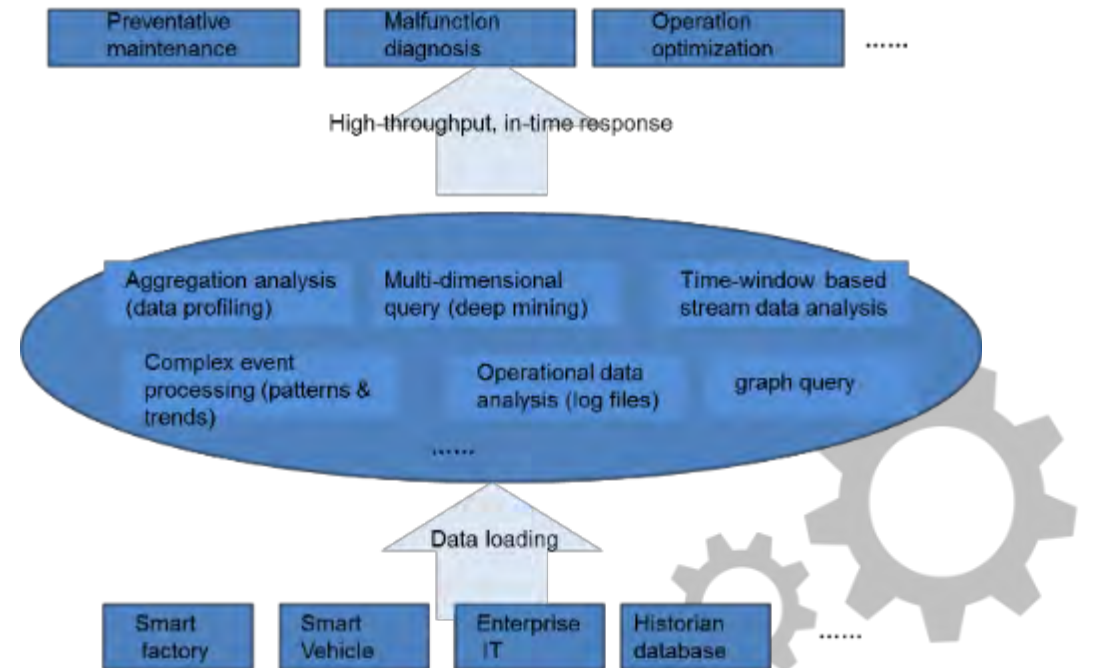 Preventative
maintenance
Malfunction
diagnosis
Operation
optimization
......
High-throughput, in-time response
Aggregation analysis
(data profiling)
Multi-dimensional
query (deep mining)
Time-window based
stream data analysis
Complex event
processing (patterns &
trends)
Operational data
analysis (log files)
graph query
......
Data loading
Smart
factory
Smart
Vehicle
Enterprise
IT
Historian
database
......